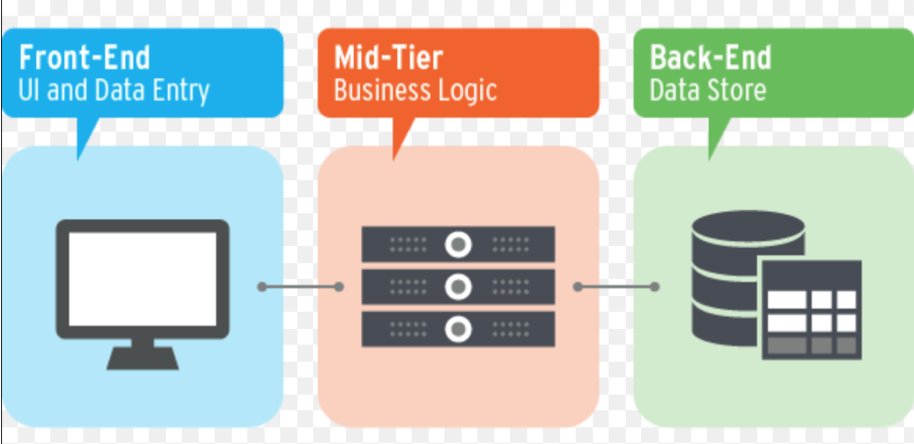 Front-End
UI and Data Entry
Mid-Tier
Business Logic
Back-End
Data Store